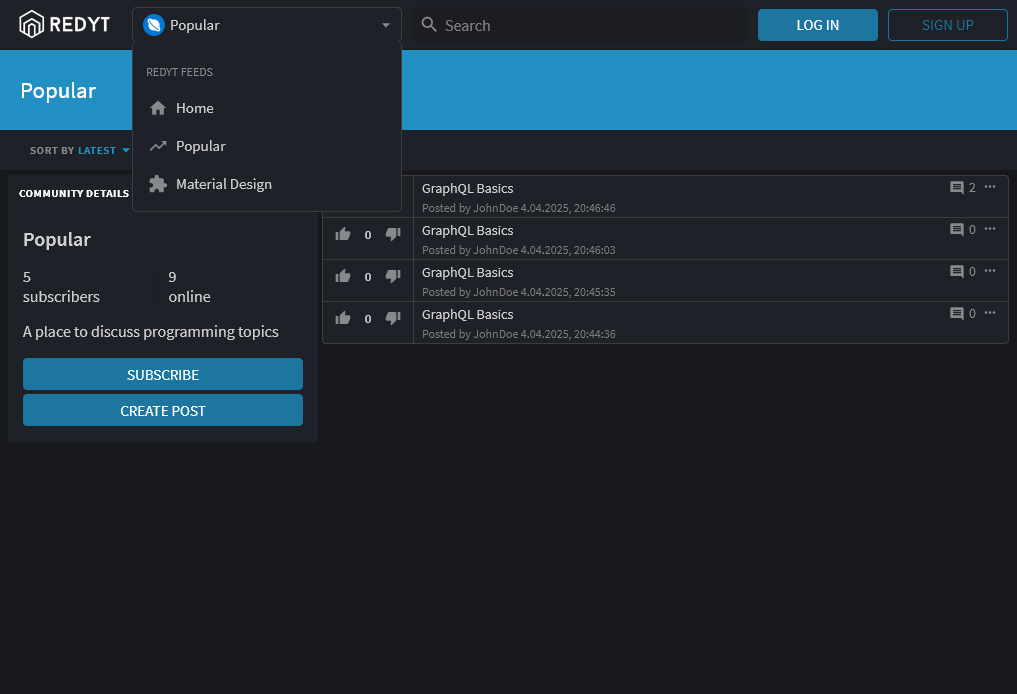 REDYT
Popular
Search
LOG IN
SIGN UP
REDYT FEEDS
Home
Popular
Material Design
Popular
SORT BY LATEST
COMMUNITY DETAILS
Popular
5
subscribers
9
online
A place to discuss programming topics
SUBSCRIBE
CREATE POST
GraphQL Basics
2
Posted by JohnDoe 4.04.2025, 20:46:46
0
GraphQL Basics
0
Posted by JohnDoe 4.04.2025, 20:46:03
0
GraphQL Basics
0
Posted by JohnDoe 4.04.2025, 20:45:35
0
GraphQL Basics
0
Posted by JohnDoe 4.04.2025, 20:44:36